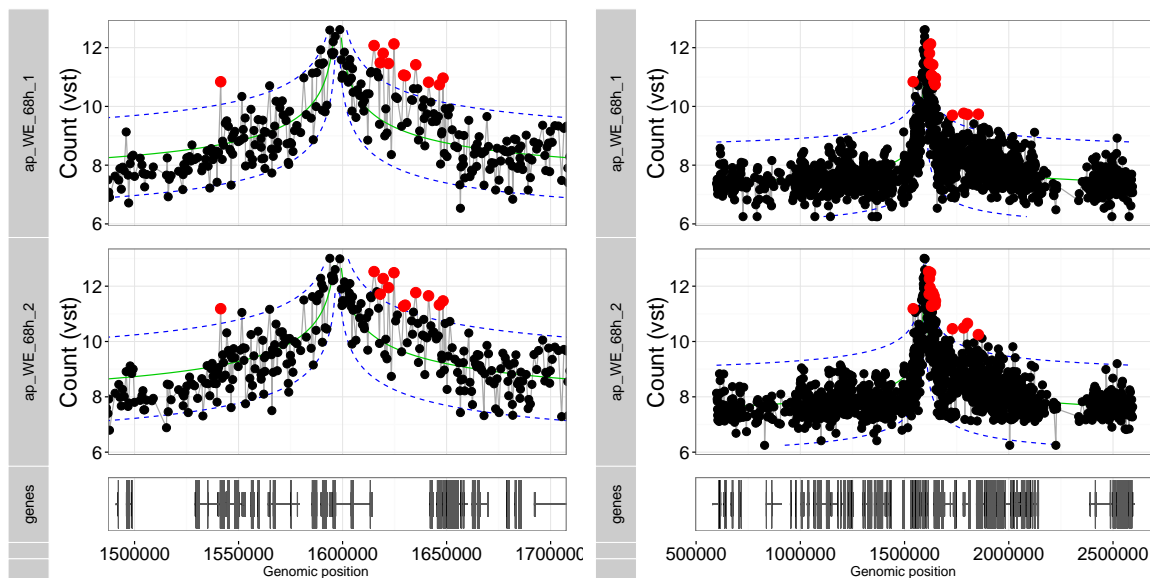 ap_WE_68h_1
Count (vst)
12
10
8
6
ap_WE_68h_2
Count (vst)
12
10
8
6
genes
1500000 1550000 1600000 1650000 1700000
Genomic position
ap_WE_68h_1
Count (vst)
12
10
8
6
ap_WE_68h_2
Count (vst)
12
10
8
6
genes
500000 1000000 1500000 2000000 2500000
Genomic position